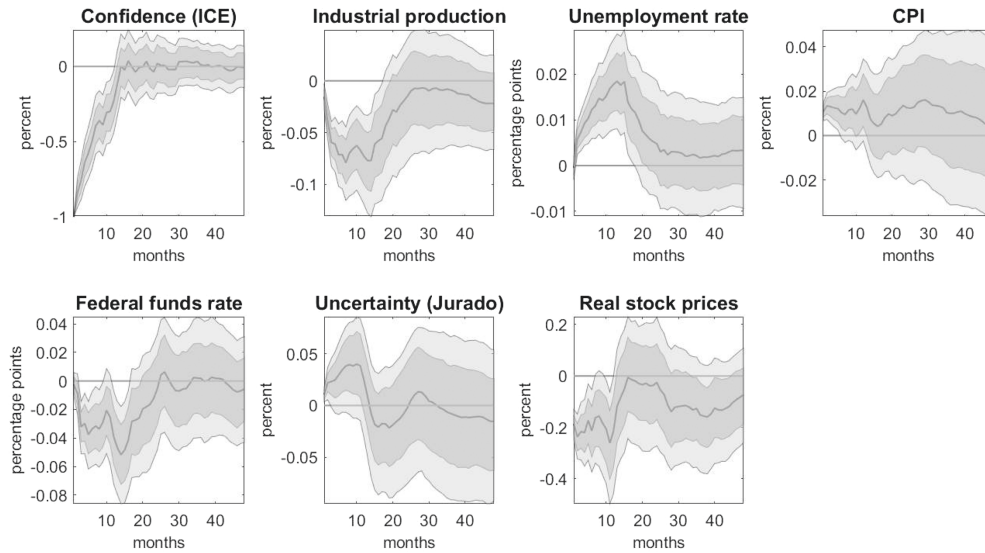 Confidence (ICE)
percent
0
-0.5
-1
10 20 30 40
months
Industrial production
percent
0
-0.05
-0.1
10 20 30 40
months
Unemployment rate
percentage points
0.02
0.01
0
-0.01
10 20 30 40
months
CPI
percent
0.04
0.02
0
-0.02
10 20 30 40
months
Federal funds rate
percentage points
0.04
0.02
0
-0.02
-0.04
-0.06
-0.08
10 20 30 40
months
Uncertainty (Jurado)
percent
0.05
0
-0.05
10 20 30 40
months
Real stock prices
percent
0.2
0
-0.2
-0.4
10 20 30 40
months